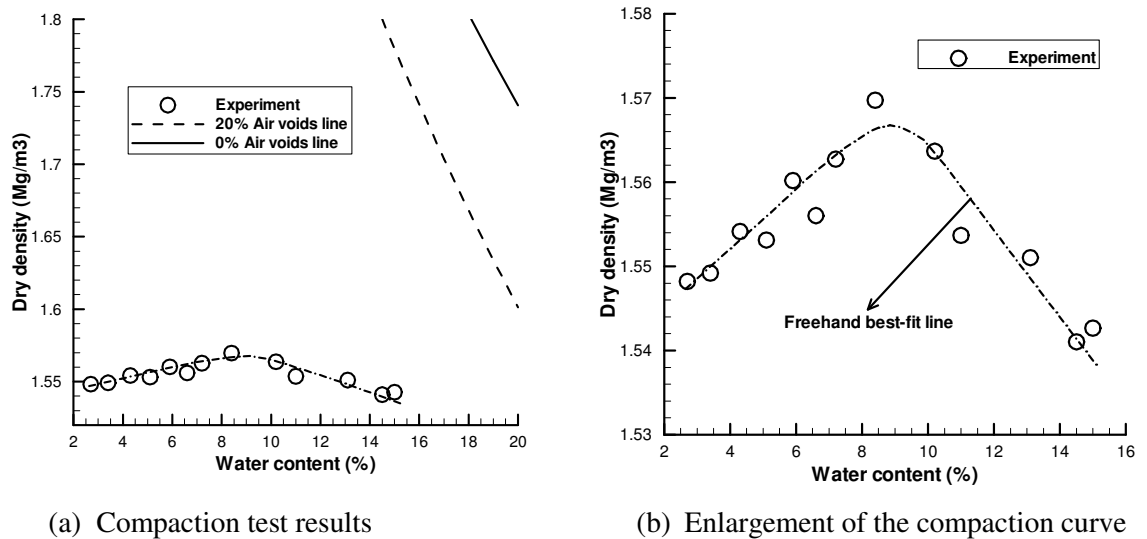 1.8
1.75
1.7
1.65
1.6
1.55
Dry density (Mg/m3)
Experiment
20% Air voids line
0% Air voids line
2 4 6 8 10 12 14 16 18 20
Water content (%)
(a) Compaction test results
1.58
1.57
1.56
1.55
1.54
1.53
Dry density (Mg/m3)
Experiment
Freehand best-fit line
2 4 6 8 10 12 14 16
Water content (%)
(b) Enlargement of the compaction curve